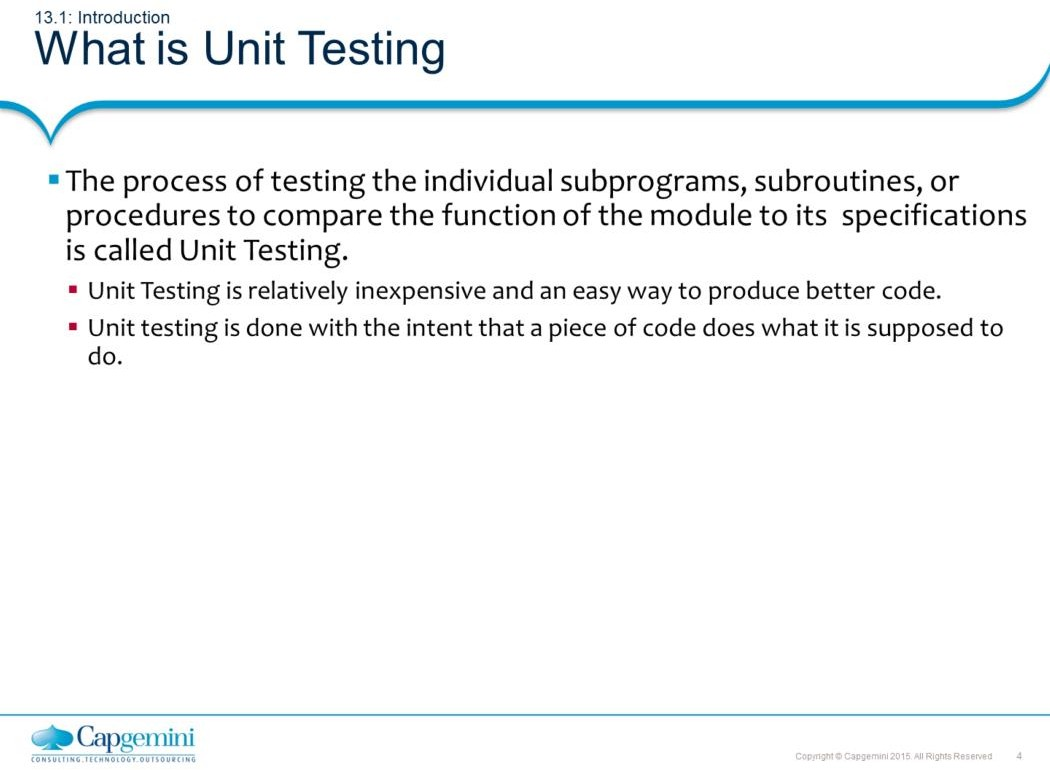 13.1: Introduction
What is Unit Testing
The process of testing the individual subprograms, subroutines, or
procedures to compare the function of the module to its  specifications
is called Unit Testing.
Unit Testing is relatively inexpensive and an easy way to produce better code.
Unit testing is done with the intent that a piece of code does what it is supposed to
do.
Capgemini
CONSULTING.TECHNOLOGY.OUTSOURCING
Copyright © Capgemini 2015. All Rights Reserved 4